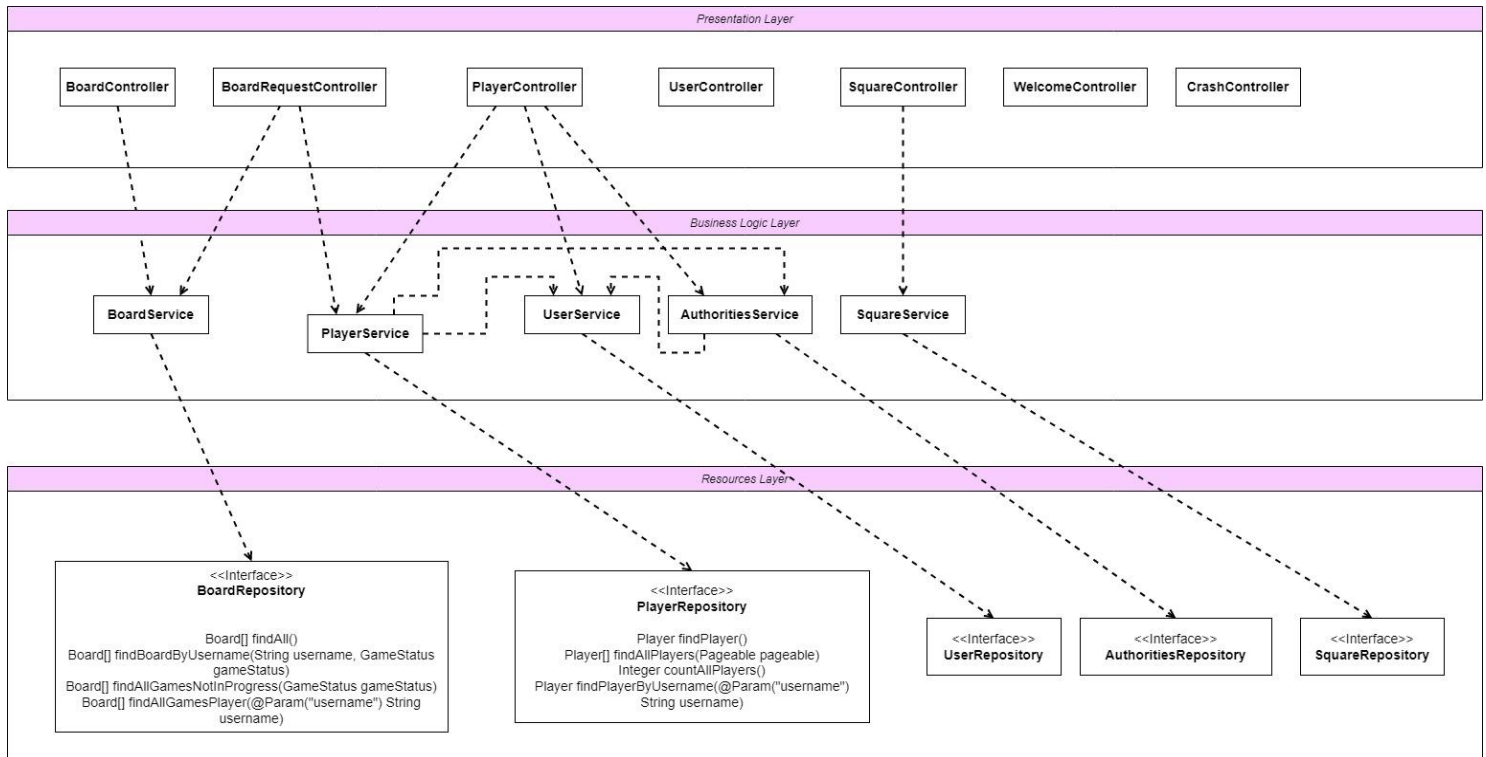 Presentation Layer
BoardController
BoardRequestController
PlayerController
UserController
SquareController
WelcomeController
CrashController
Business Logic Layer
BoardService
PlayerService
UserService
AuthoritiesService
SquareService
Resources Layer
<<Interface>>
BoardRepository
Board[] findAll()
Board[] findBoardByUsername(String username, GameStatus
gameStatus)
Board[] findAllGamesNotInProgress(GameStatus gameStatus)
Board[] findAllGamesPlayer(@Param("username") String
username)
<<Interface>>
PlayerRepository
Player findPlayer()
Player[] findAllPlayers(Pageable pageable)
Integer countAllPlayers()
Player findPlayerByUsername(@Param("username")
String username)
<<Interface>>
UserRepository
<<Interface>>
AuthoritiesRepository
<<Interface>>
SquareRepository